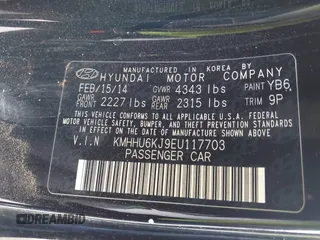 MANUFACTURED IN KOREA BY
HYUNDAI MOTOR COMPANY
FEB/15/14 GVWR 4343 lbs PAINT YB6
GAWR FRONT 2227 lbs GAWR REAR 2315 lbs TRIM 9P
THIS VEHICLE CONFORMS TO ALL APPLICABLE
FEDERAL MOTOR VEHICLE SAFETY, BUMPER, AND
THEFT PREVENTION STANDARDS IN EFFECT ON
THE DATE OF MANUFACTURE SHOWN ABOVE.
V.I.N KMHHU6KJ9EU117703
PASSENGER CAR
DREAMBID